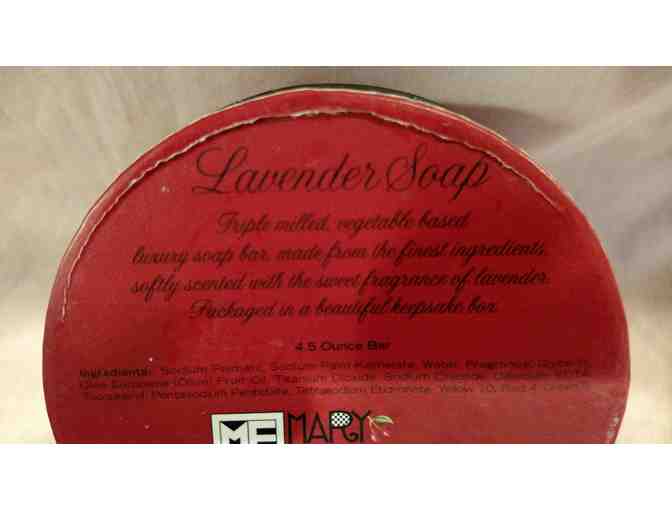 Lavender Soap
Triple milled, vegetable based
luxury soap bar, made from the finest ingredients,
softly scented with the sweet fragrance of lavender.
Packaged in a beautiful keepsake box.
4.5 Ounce Bar
Ingredients: Sodium Palmate, Sodium Palm Kernelate, Water, Fragrance,
Olea Europaea (Olive) Fruit Oil, Titanium Dioxide, Sodium Chloride,
Pentasodium Pentetate, Tetrasodium Etidronate, Yellow 10, Red 4,
ME MARY